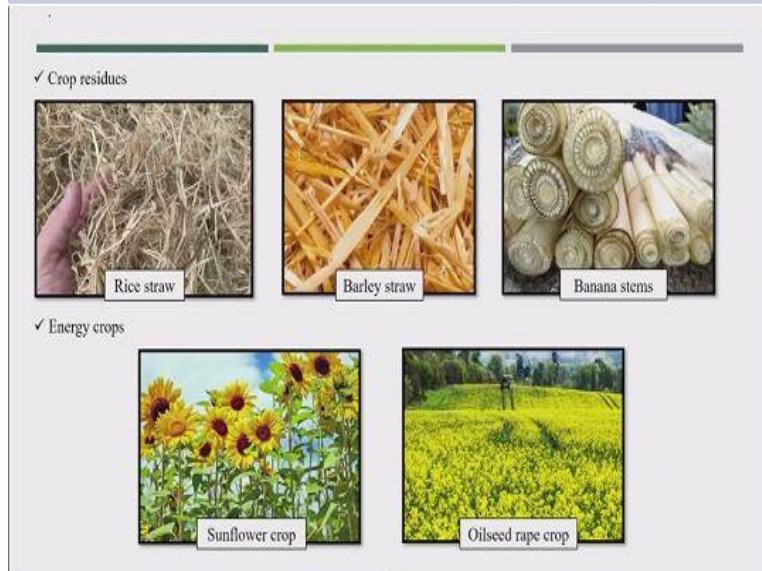 ✓ Crop residues
Rice straw
Barley straw
Banana stems
✓ Energy crops
Sunflower crop
Oilseed rape crop